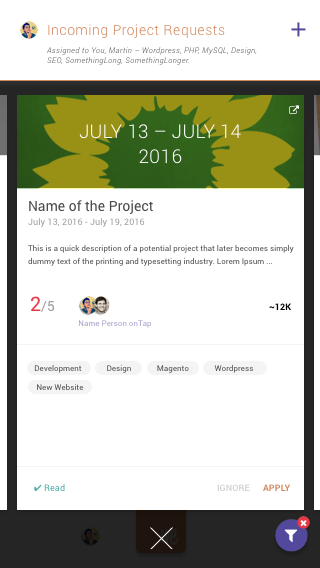 Incoming Project Requests
Assigned to You, Martin – Wordpress, PHP, MySQL, Design,
SEO, SomethingLong, SomethingLonger.
JULY 13 – JULY 14
2016
Name of the Project
July 13, 2016 - July 19, 2016
This is a quick description of a potential project that later becomes simply
dummy text of the printing and typesetting industry. Lorem Ipsum ...
2/5
~12K
Name Person onTap
Development Design Magento Wordpress
New Website
✔ Read IGNORE APPLY